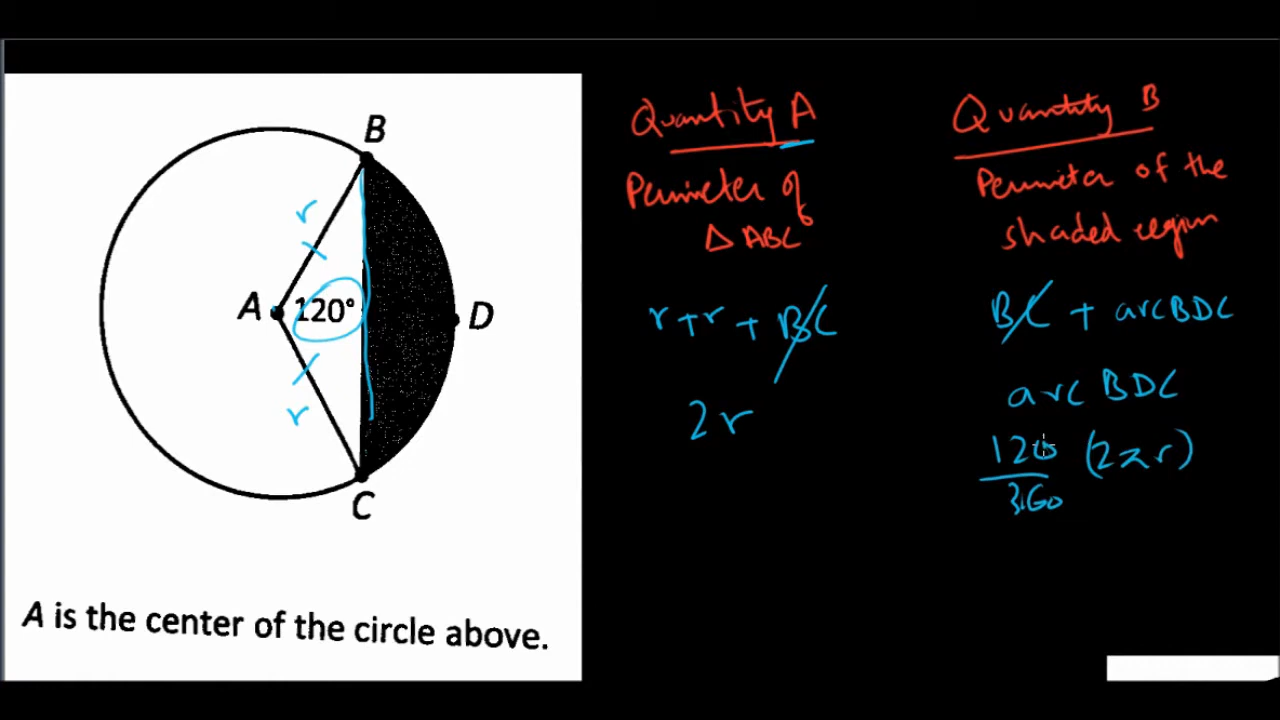 B
r
A 120° D
r
C
A is the center of the circle above.
Quantity A
Perimeter of
Δ ABC
r + r + BC
2r
Quantity B
Perimeter of the
shaded region
BC + arc BDC
arc BDC
120
360
(2πr)